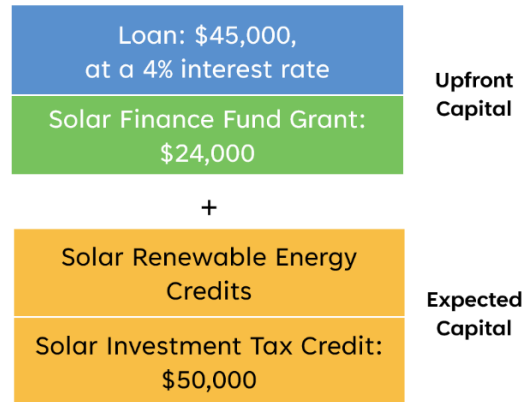 Loan: $45,000,
at a 4% interest rate
Upfront
Capital
Solar Finance Fund Grant:
$24,000
+
Solar Renewable Energy
Credits
Expected
Capital
Solar Investment Tax Credit:
$50,000